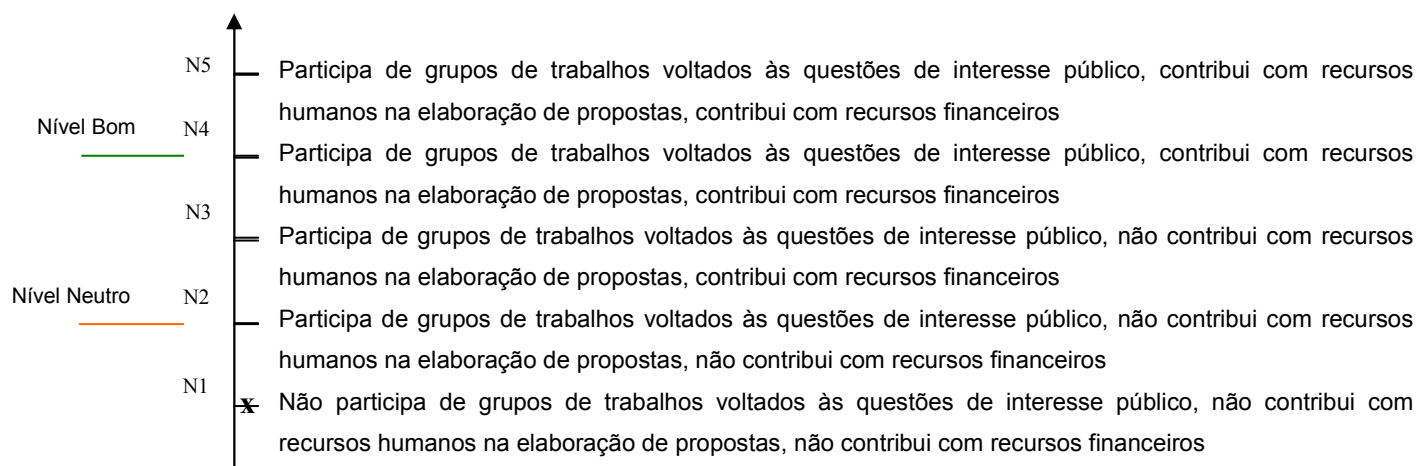 N5 Participa de grupos de trabalhos voltados às questões de interesse público, contribui com recursos
humanos na elaboração de propostas, contribui com recursos financeiros
Nível Bom N4
Participa de grupos de trabalhos voltados às questões de interesse público, contribui com recursos
humanos na elaboração de propostas, contribui com recursos financeiros
N3
Participa de grupos de trabalhos voltados às questões de interesse público, não contribui com recursos
humanos na elaboração de propostas, contribui com recursos financeiros
Nível Neutro N2
Participa de grupos de trabalhos voltados às questões de interesse público, não contribui com recursos
humanos na elaboração de propostas, não contribui com recursos financeiros
N1
x Não participa de grupos de trabalhos voltados às questões de interesse público, não contribui com
recursos humanos na elaboração de propostas, não contribui com recursos financeiros